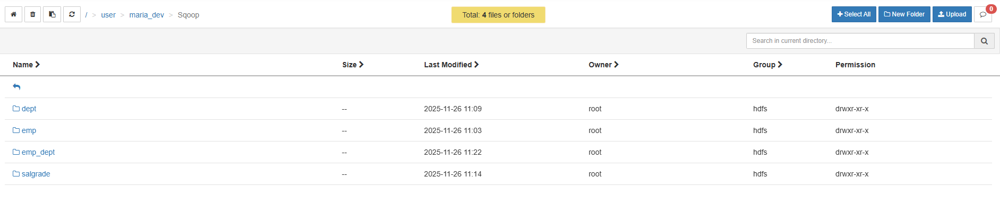 / > user > maria_dev > Sqoop Total: 4 files or folders Select All New Folder Upload 0
Search in current directory...
Name Size Last Modified Owner Group Permission
dept -- 2025-11-26 11:09 root hdfs drwxr-xr-x
emp -- 2025-11-26 11:03 root hdfs drwxr-xr-x
emp_dept -- 2025-11-26 11:22 root hdfs drwxr-xr-x
salgrade -- 2025-11-26 11:14 root hdfs drwxr-xr-x